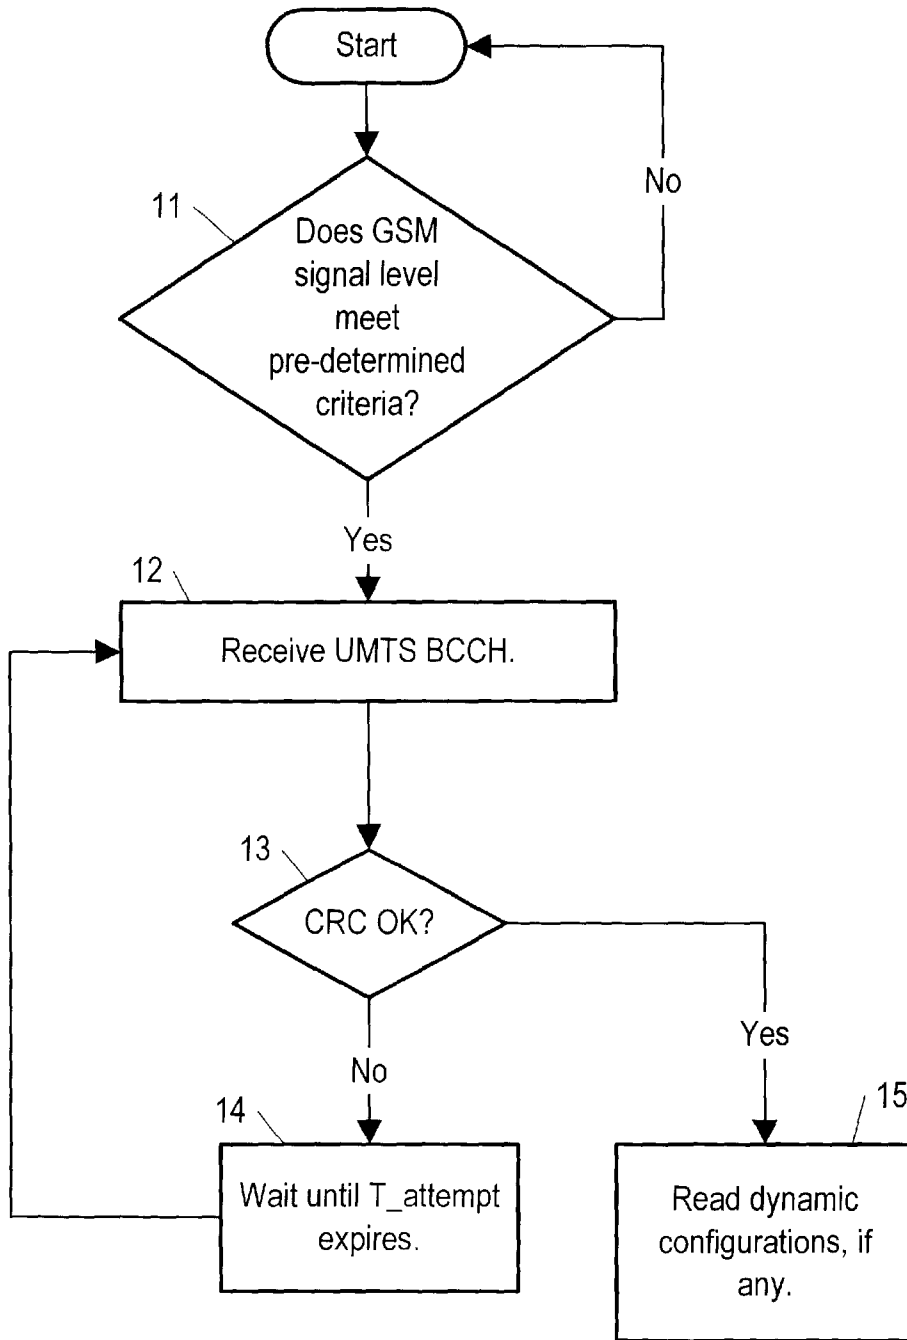 Start
No
11
Does GSM
signal level
meet
pre-determined
criteria?
Yes
12
Receive UMTS BCCH.
13
CRC OK?
Yes
No
14
15
Wait until T_attempt
expires.
Read dynamic
configurations, if
any.